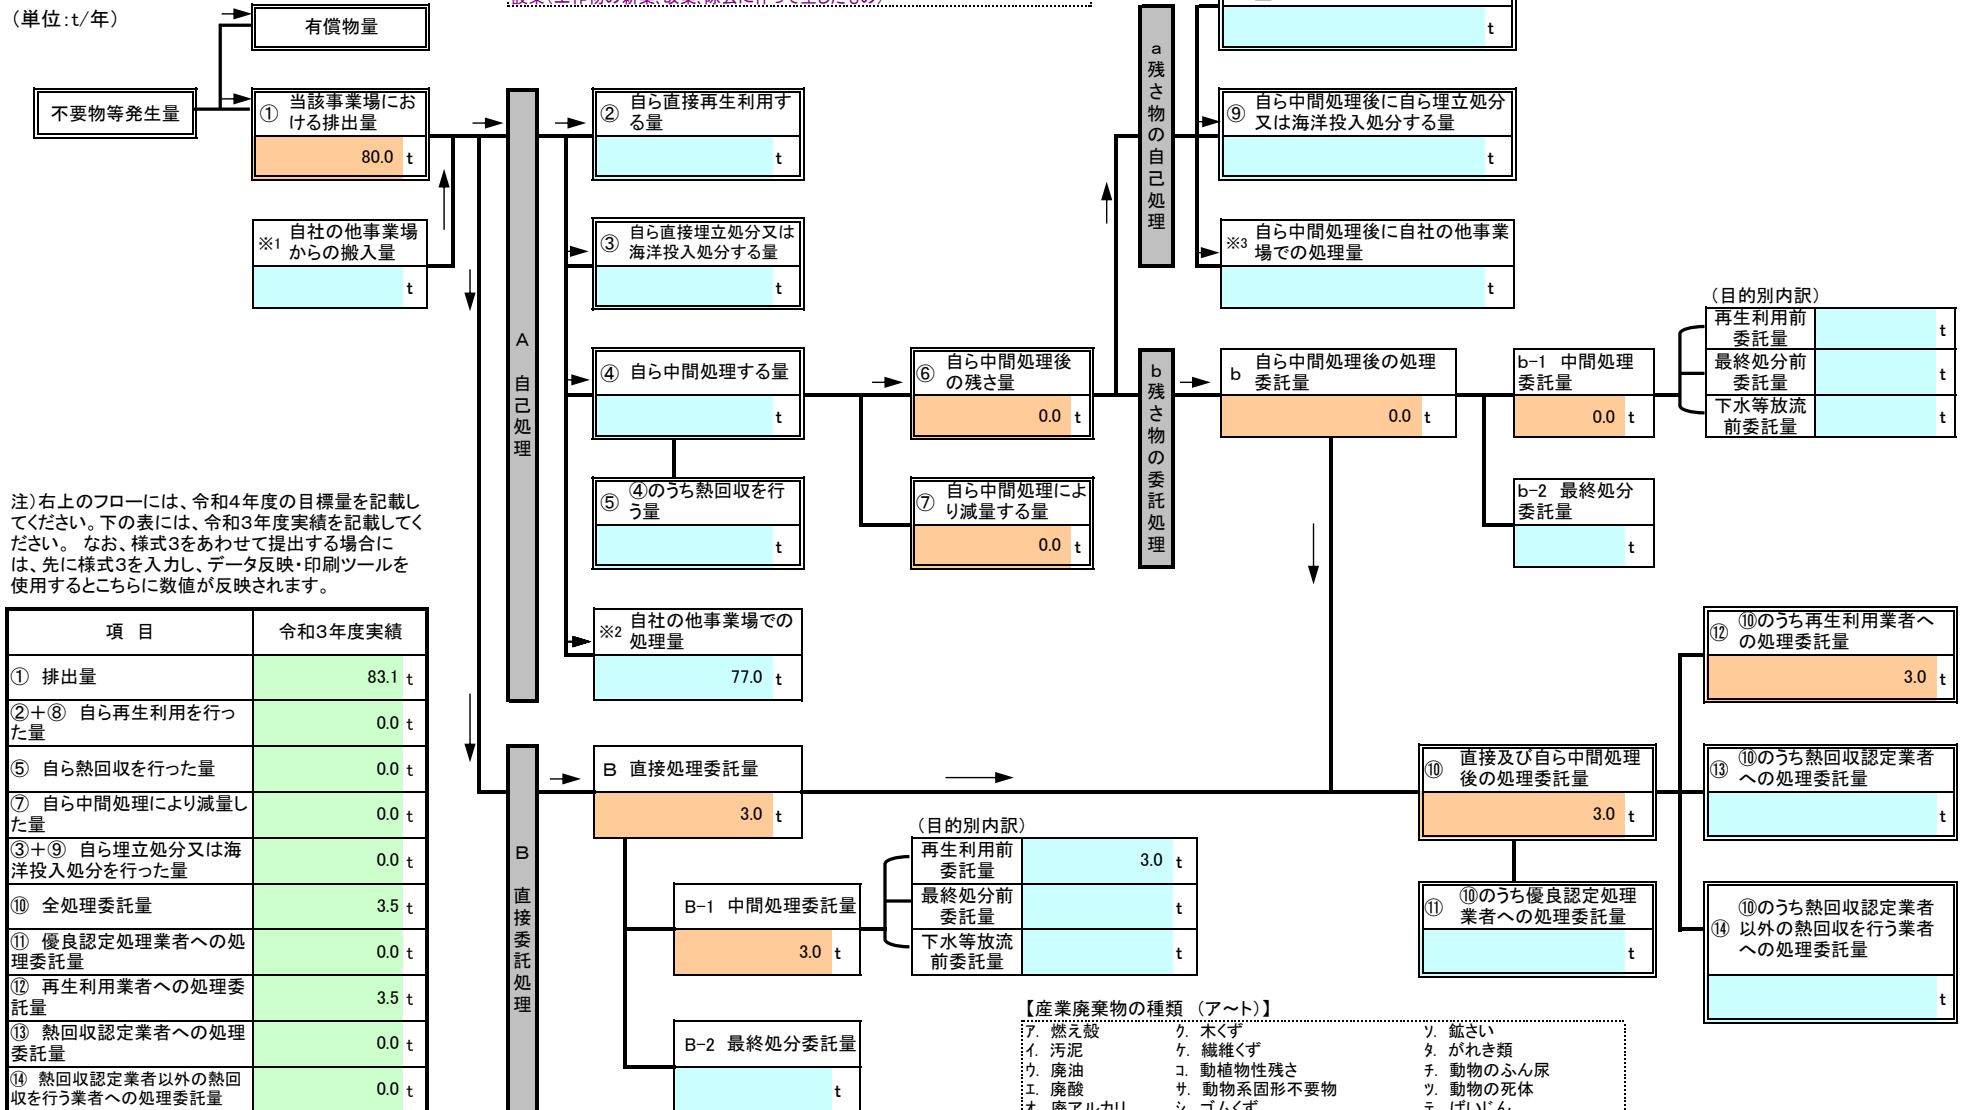 （単位:t/年）
有償物量
不要物等発生量
① 当該事業場にお
ける排出量
80.0 t
※1 自社の他事業場
からの搬入量
t
A 自己処理
② 自ら直接再生利用す
る量
t
③ 自ら直接埋立処分又は
海洋投入処分する量
t
④ 自ら中間処理する量
t
⑤ ④のうち熱回収を行
う量
t
※2 自社の他事業場での
処理量
77.0 t
⑥ 自ら中間処理後
の残さ量
0.0 t
⑦ 自ら中間処理によ
り減量する量
0.0 t
a 残さ物の自己処理
t
⑨ 自ら中間処理後に自ら埋立処分
又は海洋投入処分する量
t
※3 自ら中間処理後に自社の他事業
場での処理量
t
b 残さ物の委託処理
b 自ら中間処理後の処理
委託量
0.0 t
b-1 中間処理
委託量
0.0 t
b-2 最終処分
委託量
t
（目的別内訳）
再生利用前
委託量
t
最終処分前
委託量
t
下水等放流
前委託量
t
注）右上のフローには、令和４年度の目標量を記載し
てください。下の表には、令和３年度実績を記載してく
ださい。 なお、様式３をあわせて提出する場合に
は、先に様式３を入力し、データ反映・印刷ツールを
使用するとこちらに数値が反映されます。
項 目 令和３年度実績
① 排出量 83.1 t
②＋⑧ 自ら再生利用を行っ
た量 0.0 t
⑤ 自ら熱回収を行った量 0.0 t
⑦ 自ら中間処理により減量し
た量 0.0 t
③＋⑨ 自ら埋立処分又は海
洋投入処分を行った量 0.0 t
⑩ 全処理委託量 3.5 t
⑪ 優良認定処理業者への処
理委託量 0.0 t
⑫ 再生利用業者への処理委
託量 3.5 t
⑬ 熱回収認定業者への処理
委託量 0.0 t
⑭ 熱回収認定業者以外の熱回
収を行う業者への処理委託量 0.0 t
B 直接委託処理
B 直接処理委託量
3.0 t
B-1 中間処理委託量
3.0 t
B-2 最終処分委託量
t
（目的別内訳）
再生利用前
委託量
3.0 t
最終処分前
委託量
t
下水等放流
前委託量
t
⑩ 直接及び自ら中間処理
後の処理委託量
3.0 t
⑪ ⑩のうち優良認定処理
業者への処理委託量
t
⑫ ⑩のうち再生利用業者へ
の処理委託量
3.0 t
⑬ ⑩のうち熱回収認定業者
への処理委託量
t
⑭ ⑩のうち熱回収認定業者
以外の熱回収を行う業者
への処理委託量
t
【産業廃棄物の種類 （ア～ト）】
ア. 燃え殻 ク. 木くず ソ. 鉱さい
イ. 汚泥 ケ. 繊維くず タ. がれき類
ウ. 廃油 コ. 動植物性残さ チ. 動物のふん尿
エ. 廃酸 サ. 動物系固形不要物 ツ. 動物の死体
オ. 廃アルカリ シ. ゴムくず テ. ばいじん